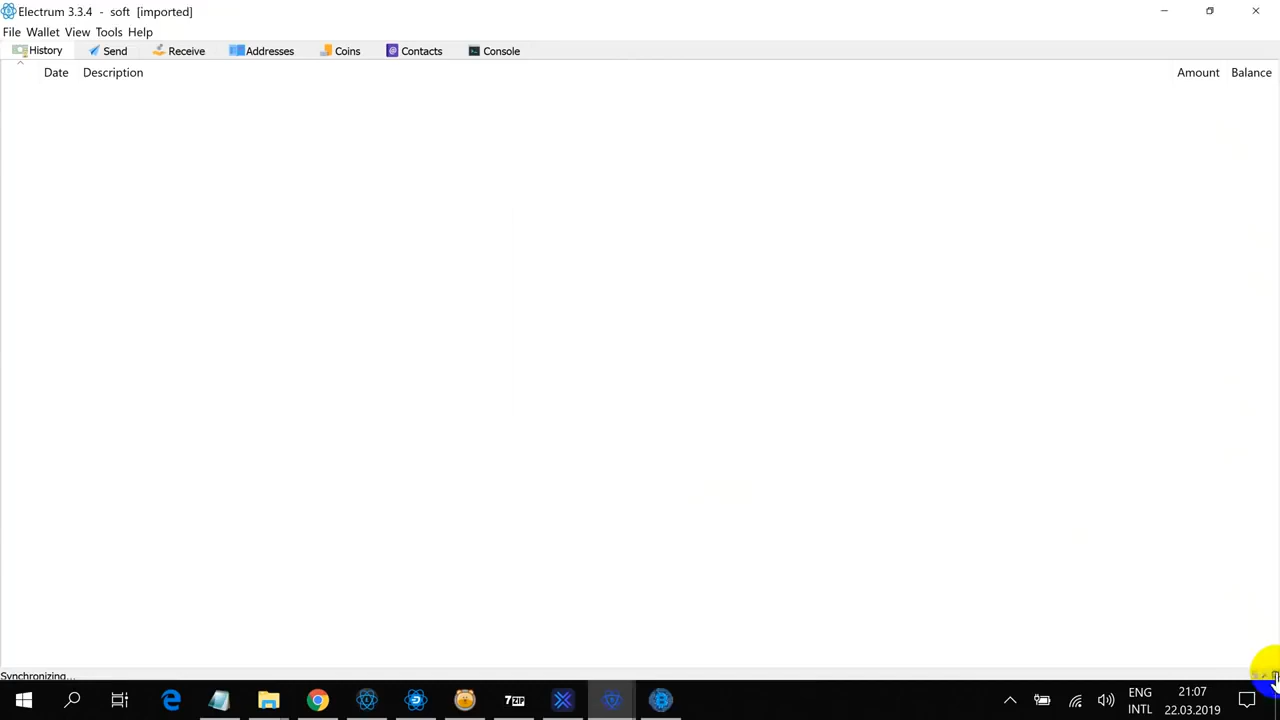 Electrum 3.3.4 - soft [imported]
File Wallet View Tools Help
History Send Receive Addresses Coins Contacts Console
Date Description Amount Balance
Synchronizing...
7ZIP
ENG 21:07
INTL 22.03.2019